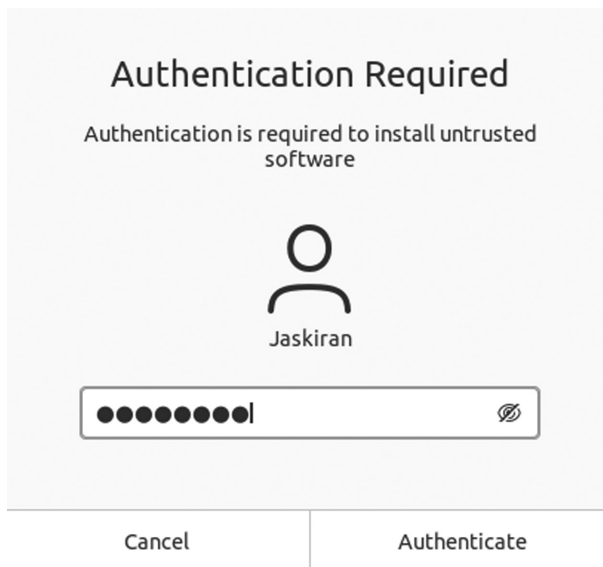 Authentication Required
Authentication is required to install untrusted
software
Jaskiran
●●●●●●●●
Cancel
Authenticate